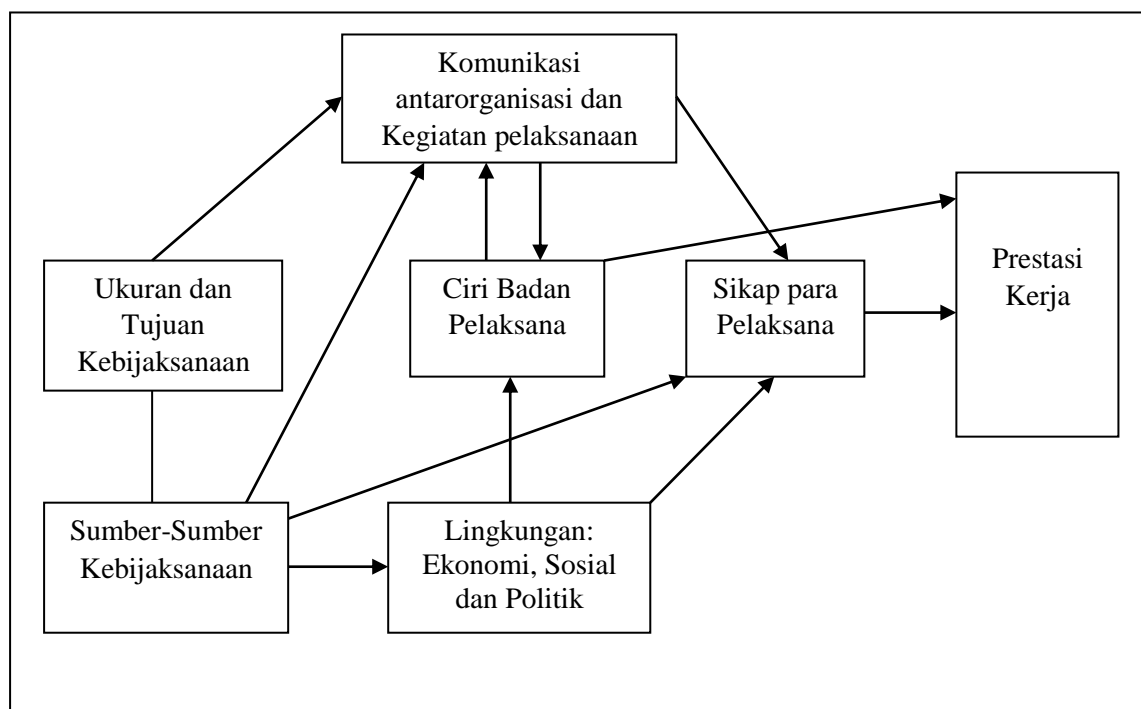 Komunikasi
antarorganisasi dan
Kegiatan pelaksanaan
Ukuran dan
Tujuan
Kebijaksanaan
Ciri Badan
Pelaksana
Sikap para
Pelaksana
Prestasi
Kerja
Sumber-Sumber
Kebijaksanaan
Lingkungan:
Ekonomi, Sosial
dan Politik